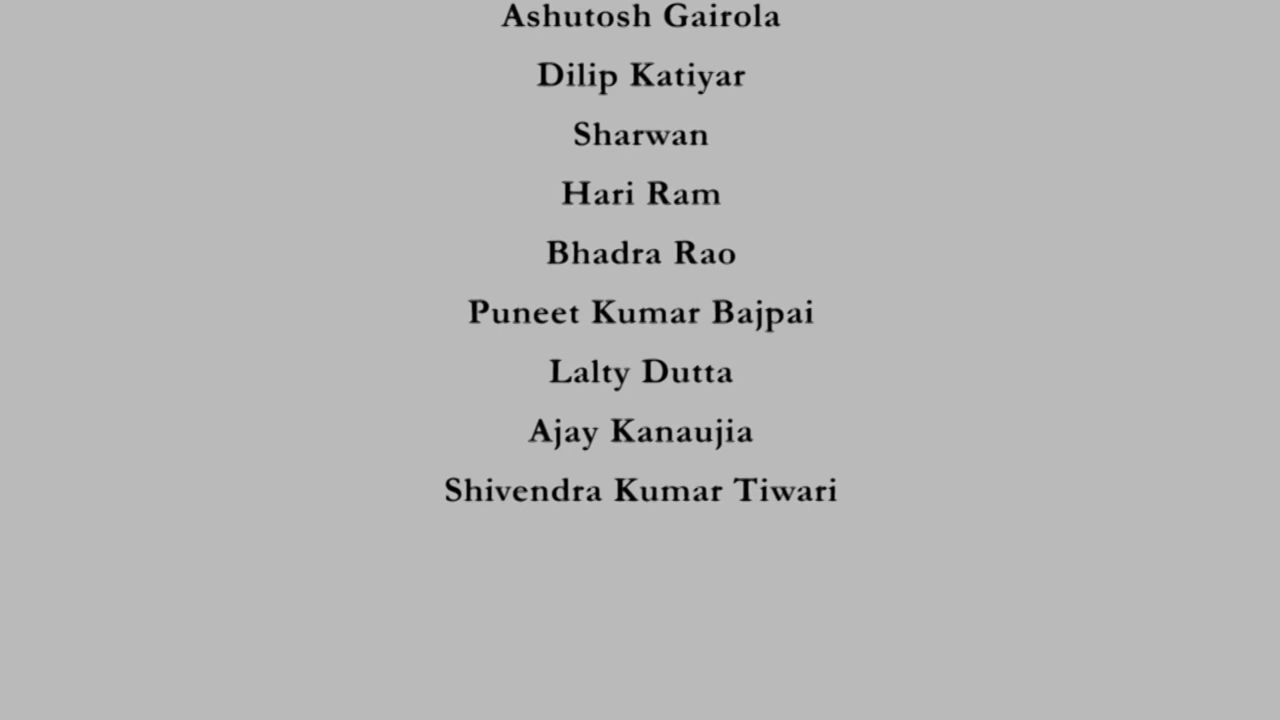 Ashutosh Gairola
Dilip Katiyar
Sharwan
Hari Ram
Bhadra Rao
Puneet Kumar Bajpai
Lalty Dutta
Ajay Kanaujia
Shivendra Kumar Tiwari